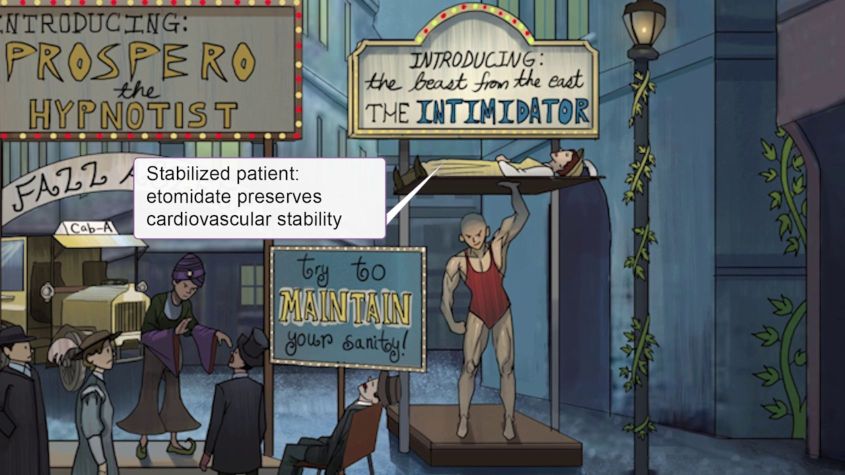 INTRODUCING:
PROSPERO
the
HYPNOTIST
INTRODUCING:
the beast from the east
THE INTIMIDATOR
FAZZ A
Cab-A
Stabilized patient:
etomidate preserves
cardiovascular stability
try to
MAINTAIN
your sanity!